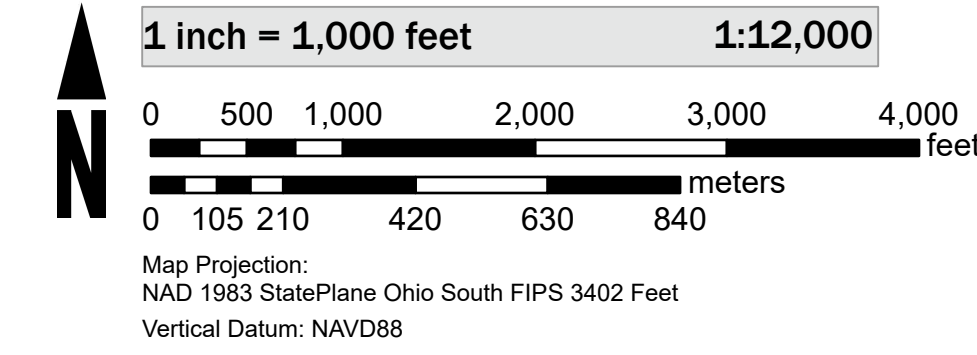 N
1 inch = 1,000 feet 1:12,000
0 500 1,000 2,000 3,000 4,000
feet
meters
0 105 210 420 630 840
Map Projection:
NAD 1983 StatePlane Ohio South FIPS 3402 Feet
Vertical Datum: NAVD88